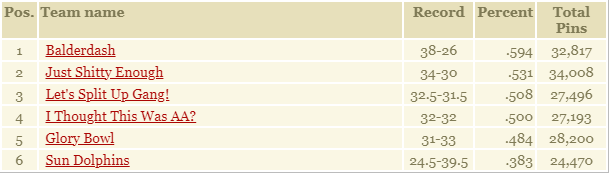 Pos. Team name Record Percent Total Pins
1 Balderdash 38-26 .594 32,817
2 Just Shitty Enough 34-30 .531 34,008
3 Let's Split Up Gang! 32.5-31.5 .508 27,496
4 I Thought This Was AA? 32-32 .500 27,193
5 Glory Bowl 31-33 .484 28,200
6 Sun Dolphins 24.5-39.5 .383 24,470